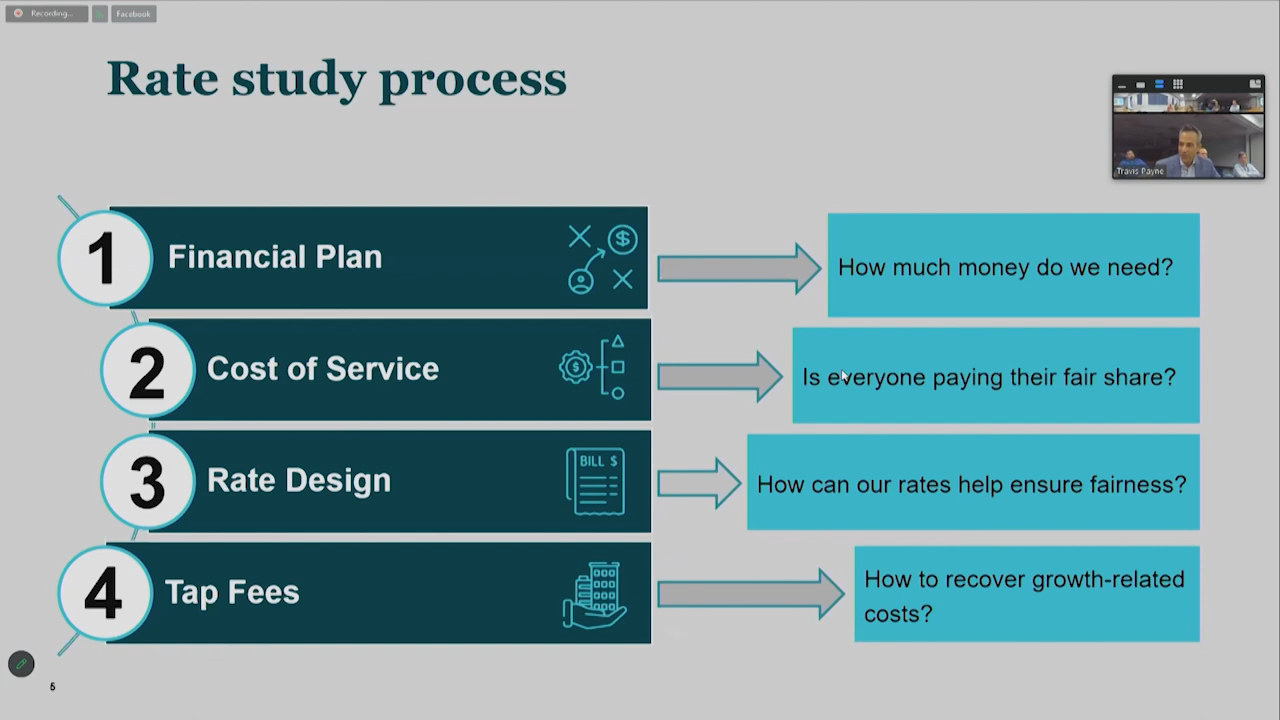 Recording...
Facebook
Rate study process
Travis Payne
1
Financial Plan
$
How much money do we need?
2
Cost of Service
$
Is everyone paying their fair share?
3
Rate Design
BILL $
How can our rates help ensure fairness?
4
Tap Fees
How to recover growth-related
costs?
5